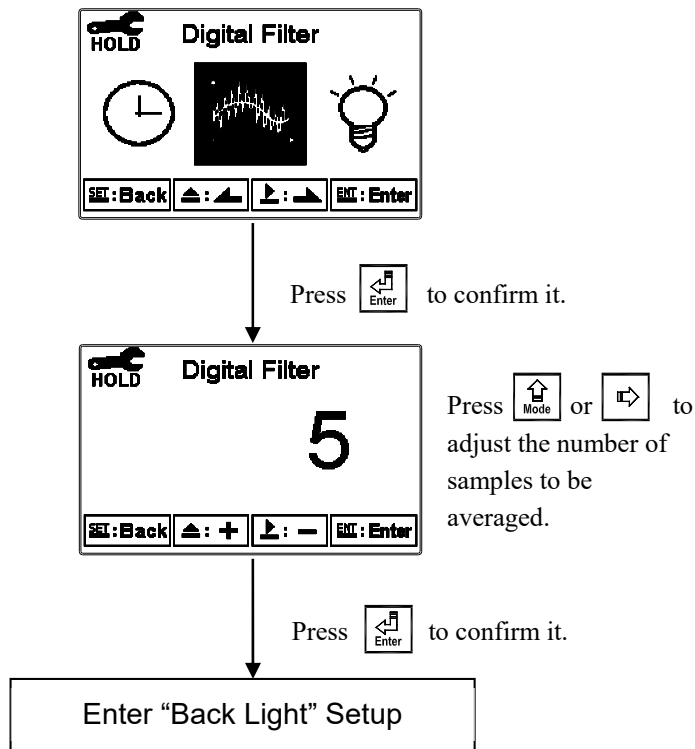 HOLD Digital Filter
SET:Back ▲: ▶: ENT:Enter
Press Enter to confirm it.
HOLD Digital Filter
Press Mode or to
5
adjust the number of
samples to be
averaged.
SET:Back ▲:+ ▶:− ENT:Enter
Press Enter to confirm it.
Enter “Back Light” Setup